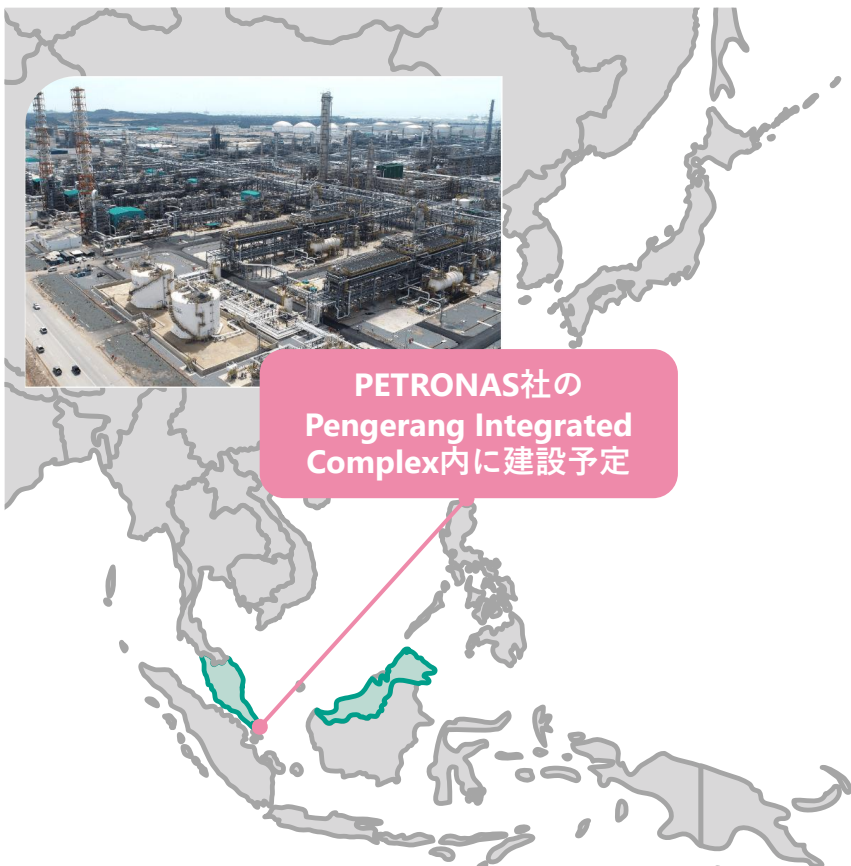 PETRONAS社の
Pengerang Integrated
Complex内に建設予定